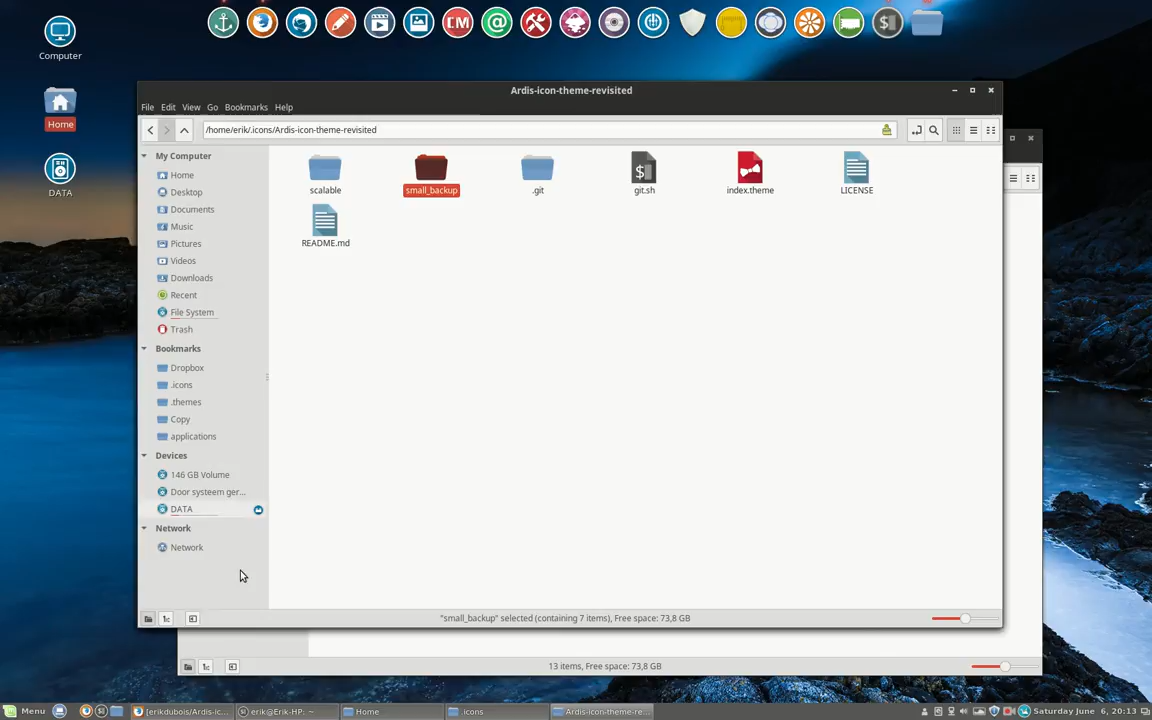 Computer
Home
DATA
Ardis-icon-theme-revisited
File Edit View Go Bookmarks Help
/home/erik/.icons/Ardis-icon-theme-revisited
My Computer
Home
Desktop
Documents
Music
Pictures
Videos
Downloads
Recent
File System
Trash
Bookmarks
Dropbox
.icons
.themes
Copy
applications
Devices
146 GB Volume
Door systeem ger...
DATA
Network
Network
scalable
small_backup
.git
git.sh
index.theme
LICENSE
README.md
"small_backup" selected (containing 7 items), Free space: 73,8 GB
13 items, Free space: 73,8 GB
Menu
[erikdubois/Ardis-ic...
erik@Erik-HP: ~
Home
.icons
Ardis-icon-theme-re...
Saturday June 6, 20:13